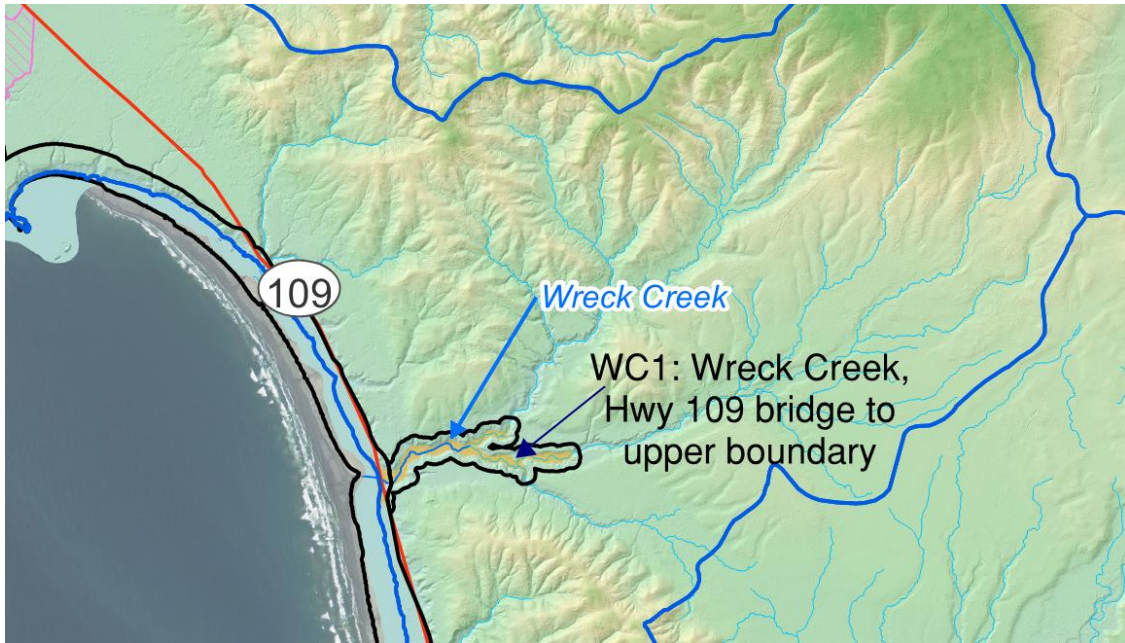 109
Wreck Creek
WC1: Wreck Creek,
Hwy 109 bridge to
upper boundary